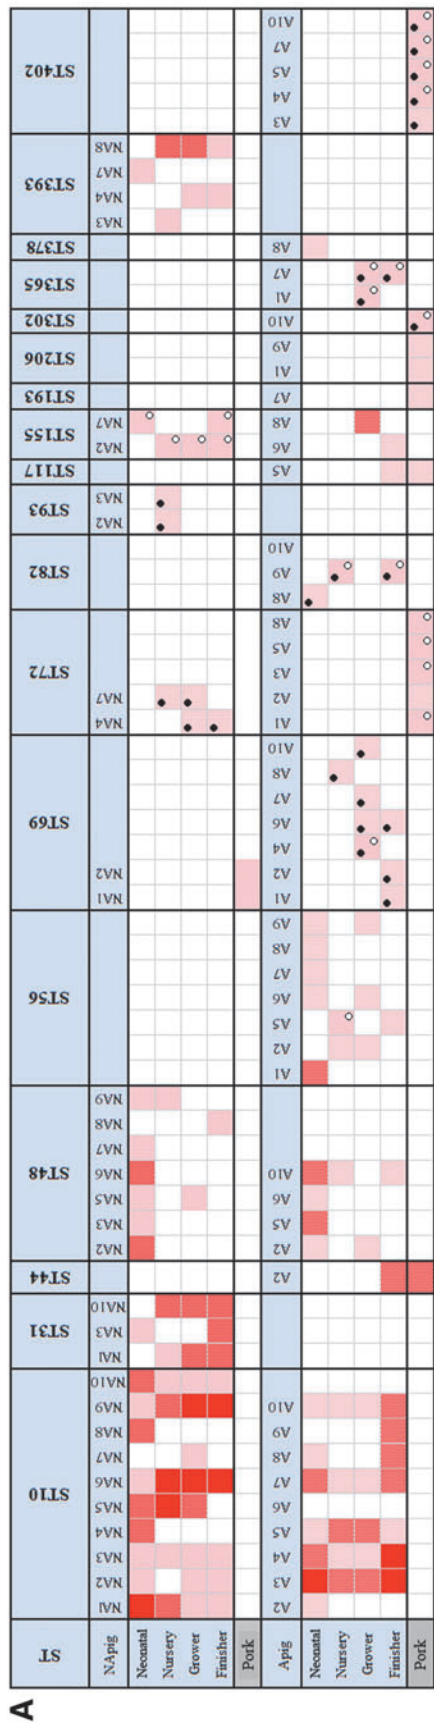 A
ST ST10 ST31 ST44 ST48 ST56 ST69 ST72 ST82 ST93 ST117 ST155 ST193 ST206 ST302 ST365 ST378 ST393 ST402
NApig NA1 NA2 NA3 NA4 NA5 NA6 NA7 NA8 NA9 NA10 NA1 NA3 NA10 NA2 NA3 NA5 NA6 NA7 NA8 NA9 NA1 NA2 NA4 NA7 NA2 NA3 NA2 NA7 NA3 NA4 NA7 NA8
Neonatal
Nursery
Grower
Finisher
Pork
Apig A2 A3 A4 A5 A6 A7 A8 A9 A10 A2 A2 A5 A6 A10 A1 A2 A5 A6 A7 A8 A9 A1 A2 A4 A6 A7 A8 A10 A1 A2 A3 A5 A8 A8 A9 A10 A5 A6 A8 A7 A1 A9 A10 A1 A7 A8 A3 A4 A5 A7 A10
Neonatal
Nursery
Grower
Finisher
Pork